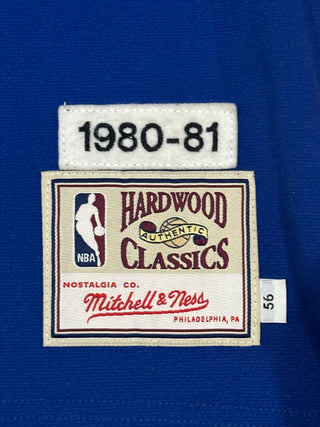 1980-81
HARDWOOD
AUTHENTIC
CLASSICS
NBA
NOSTALGIA CO.
Mitchell & Ness
PHILADELPHIA, PA
56